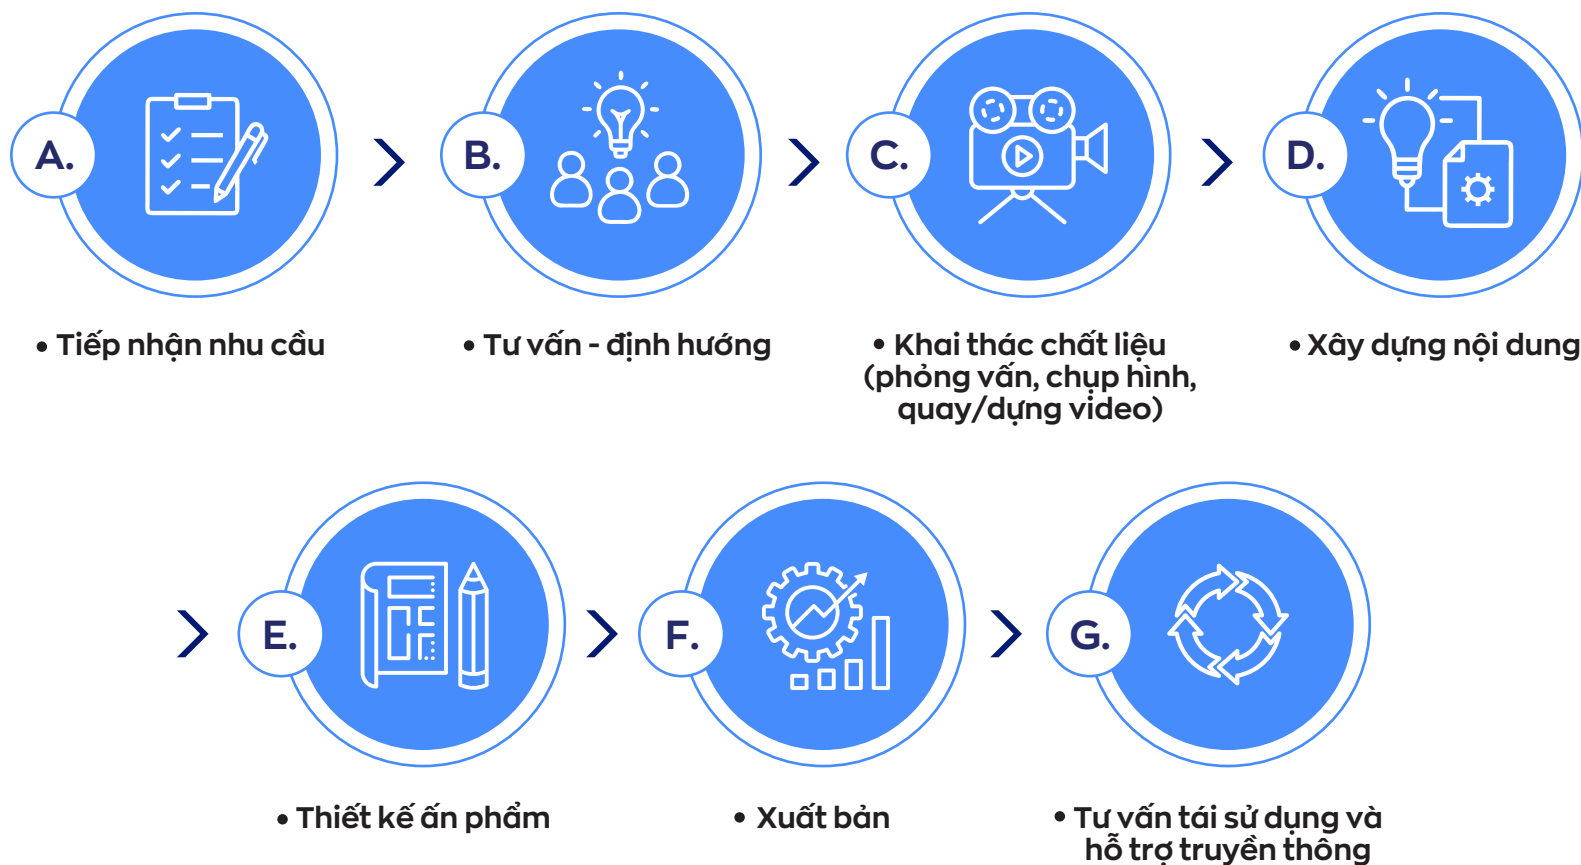 A.
• Tiếp nhận nhu cầu
B.
• Tư vấn - định hướng
C.
• Khai thác chất liệu
(phỏng vấn, chụp hình,
quay/dựng video)
D.
• Xây dựng nội dung
E.
• Thiết kế ấn phẩm
F.
• Xuất bản
G.
• Tư vấn tái sử dụng và
hỗ trợ truyền thông